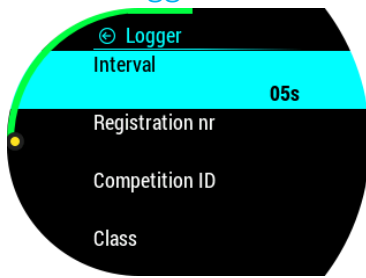 Logger
Interval
05s
Registration nr
Competition ID
Class